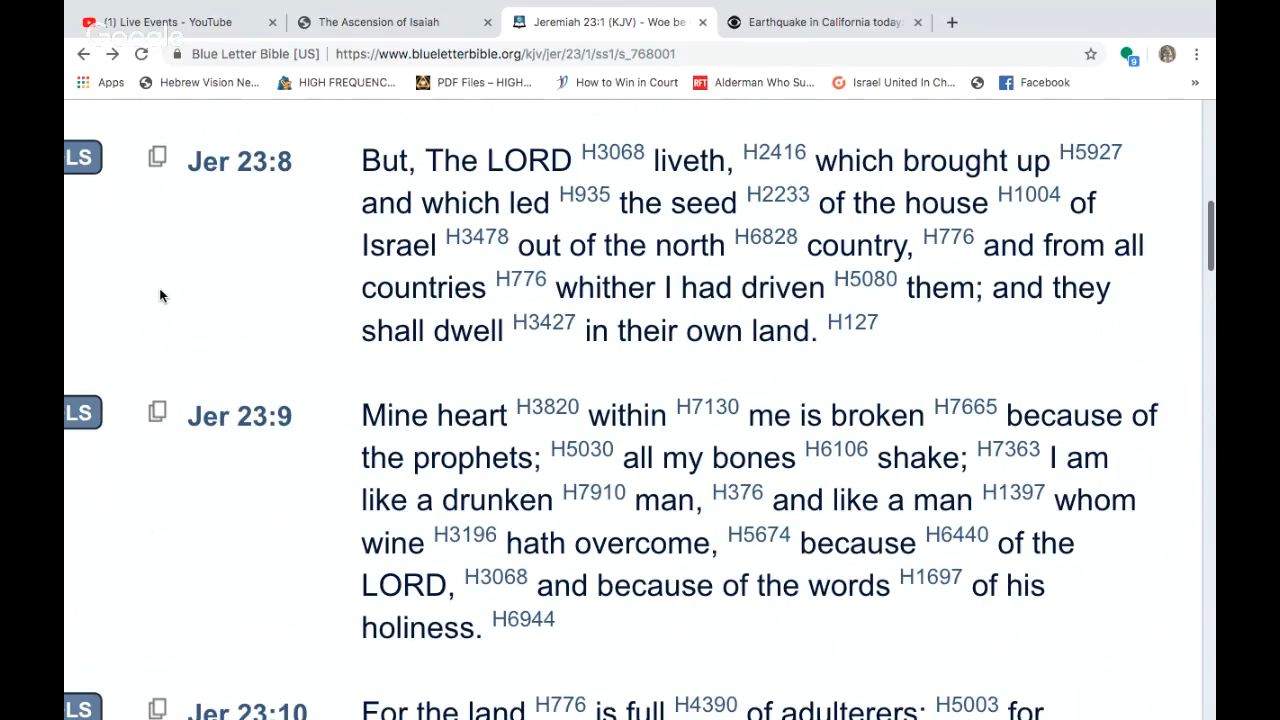 (1) Live Events - YouTube
The Ascension of Isaiah
Jeremiah 23:1 (KJV) - Woe be
Earthquake in California today:
Google
Blue Letter Bible [US] | https://www.blueletterbible.org/kjv/jer/23/1/ss1/s_768001
9
Apps Hebrew Vision Ne... HIGH FREQUENC... PDF Files – HIGH... How to Win in Court RFT Alderman Who Su... Israel United In Ch... Facebook »
LS Jer 23:8 But, The LORD H3068 liveth, H2416 which brought up H5927
and which led H935 the seed H2233 of the house H1004 of
Israel H3478 out of the north H6828 country, H776 and from all
countries H776 whither I had driven H5080 them; and they
shall dwell H3427 in their own land. H127
LS Jer 23:9 Mine heart H3820 within H7130 me is broken H7665 because of
the prophets; H5030 all my bones H6106 shake; H7363 I am
like a drunken H7910 man, H376 and like a man H1397 whom
wine H3196 hath overcome, H5674 because H6440 of the
LORD, H3068 and because of the words H1697 of his
holiness. H6944
LS Jer 23:10 For the land H776 is full H4390 of adulterers; H5003 for